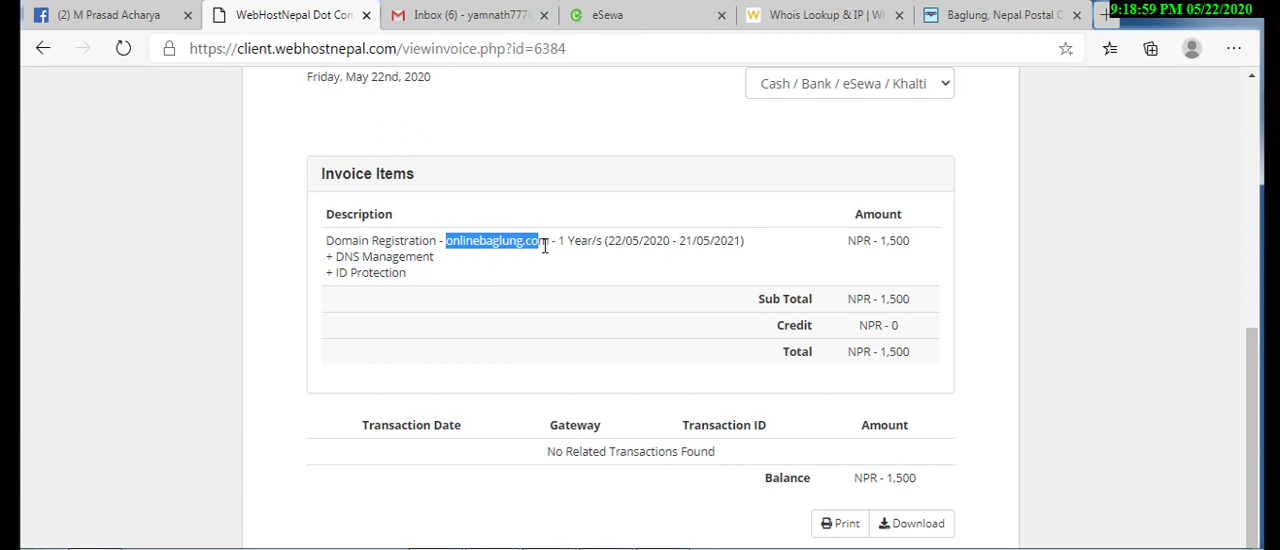 (2) M Prasad Acharya
WebHostNepal Dot Com
Inbox (6) - yamnath777
eSewa
Whois Lookup & IP | Wh
Baglung, Nepal Postal C
9:18:59 PM 05/22/2020
https://client.webhostnepal.com/viewinvoice.php?id=6384
Friday, May 22nd, 2020
Cash / Bank / eSewa / Khalti
Invoice Items
Description Amount
Domain Registration - onlinebaglung.com - 1 Year/s (22/05/2020 - 21/05/2021) NPR - 1,500
+ DNS Management
+ ID Protection
Sub Total NPR - 1,500
Credit NPR - 0
Total NPR - 1,500
Transaction Date Gateway Transaction ID Amount
No Related Transactions Found
Balance NPR - 1,500
Print Download